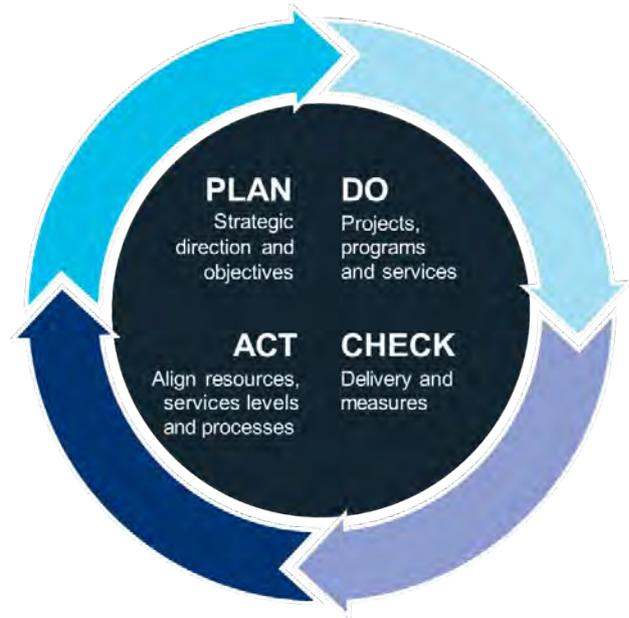 PLAN
Strategic
direction and
objectives
DO
Projects,
programs
and services
ACT
Align resources,
services levels
and processes
CHECK
Delivery and
measures